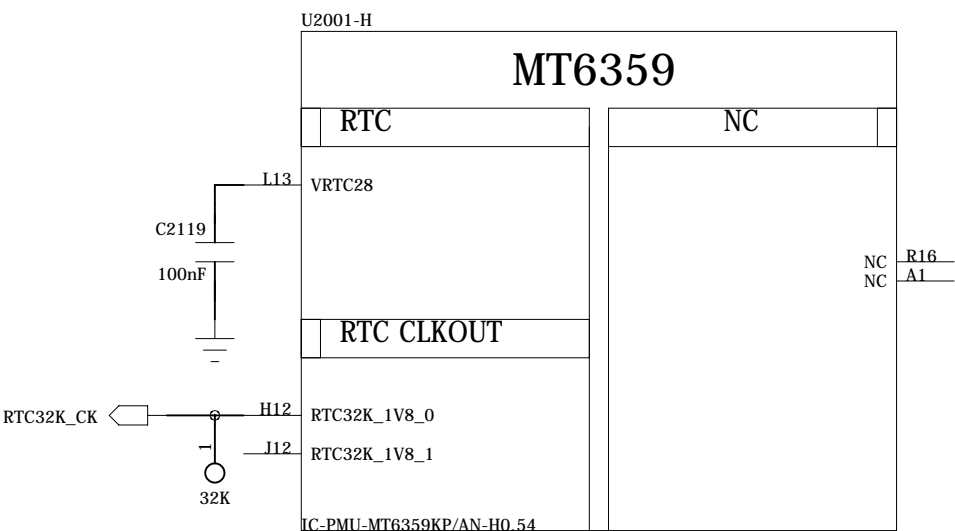 U2001-H
MT6359
RTC
NC
L13
VRTC28
C2119
100nF
NC
R16
NC
A1
RTC CLKOUT
RTC32K_CK
H12
RTC32K_1V8_0
1
J12
RTC32K_1V8_1
32K
IC-PMU-MT6359KP/AN-H0.54